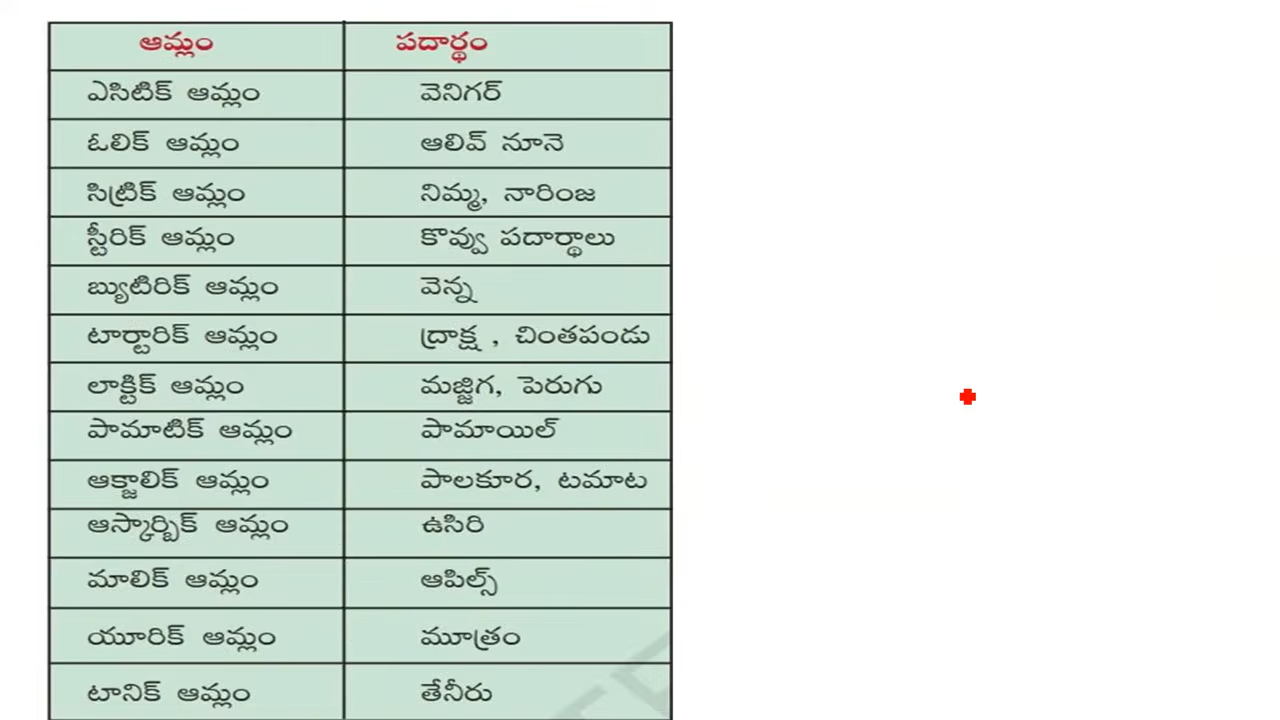 ఆమ్లం పదార్థం
ఎసిటిక్ ఆమ్లం వెనిగర్
ఓలిక్ ఆమ్లం ఆలివ్ నూనె
సిట్రిక్ ఆమ్లం నిమ్మ, నారింజ
స్టీరిక్ ఆమ్లం కొవ్వు పదార్థాలు
బ్యుటిరిక్ ఆమ్లం వెన్న
టార్టారిక్ ఆమ్లం ద్రాక్ష , చింతపండు
లాక్టిక్ ఆమ్లం మజ్జిగ, పెరుగు
పామాటిక్ ఆమ్లం పామాయిల్
ఆక్జాలిక్ ఆమ్లం పాలకూర, టమాట
ఆస్కార్బిక్ ఆమ్లం ఉసిరి
మాలిక్ ఆమ్లం ఆపిల్స్
యూరిక్ ఆమ్లం మూత్రం
టానిక్ ఆమ్లం తేనీరు